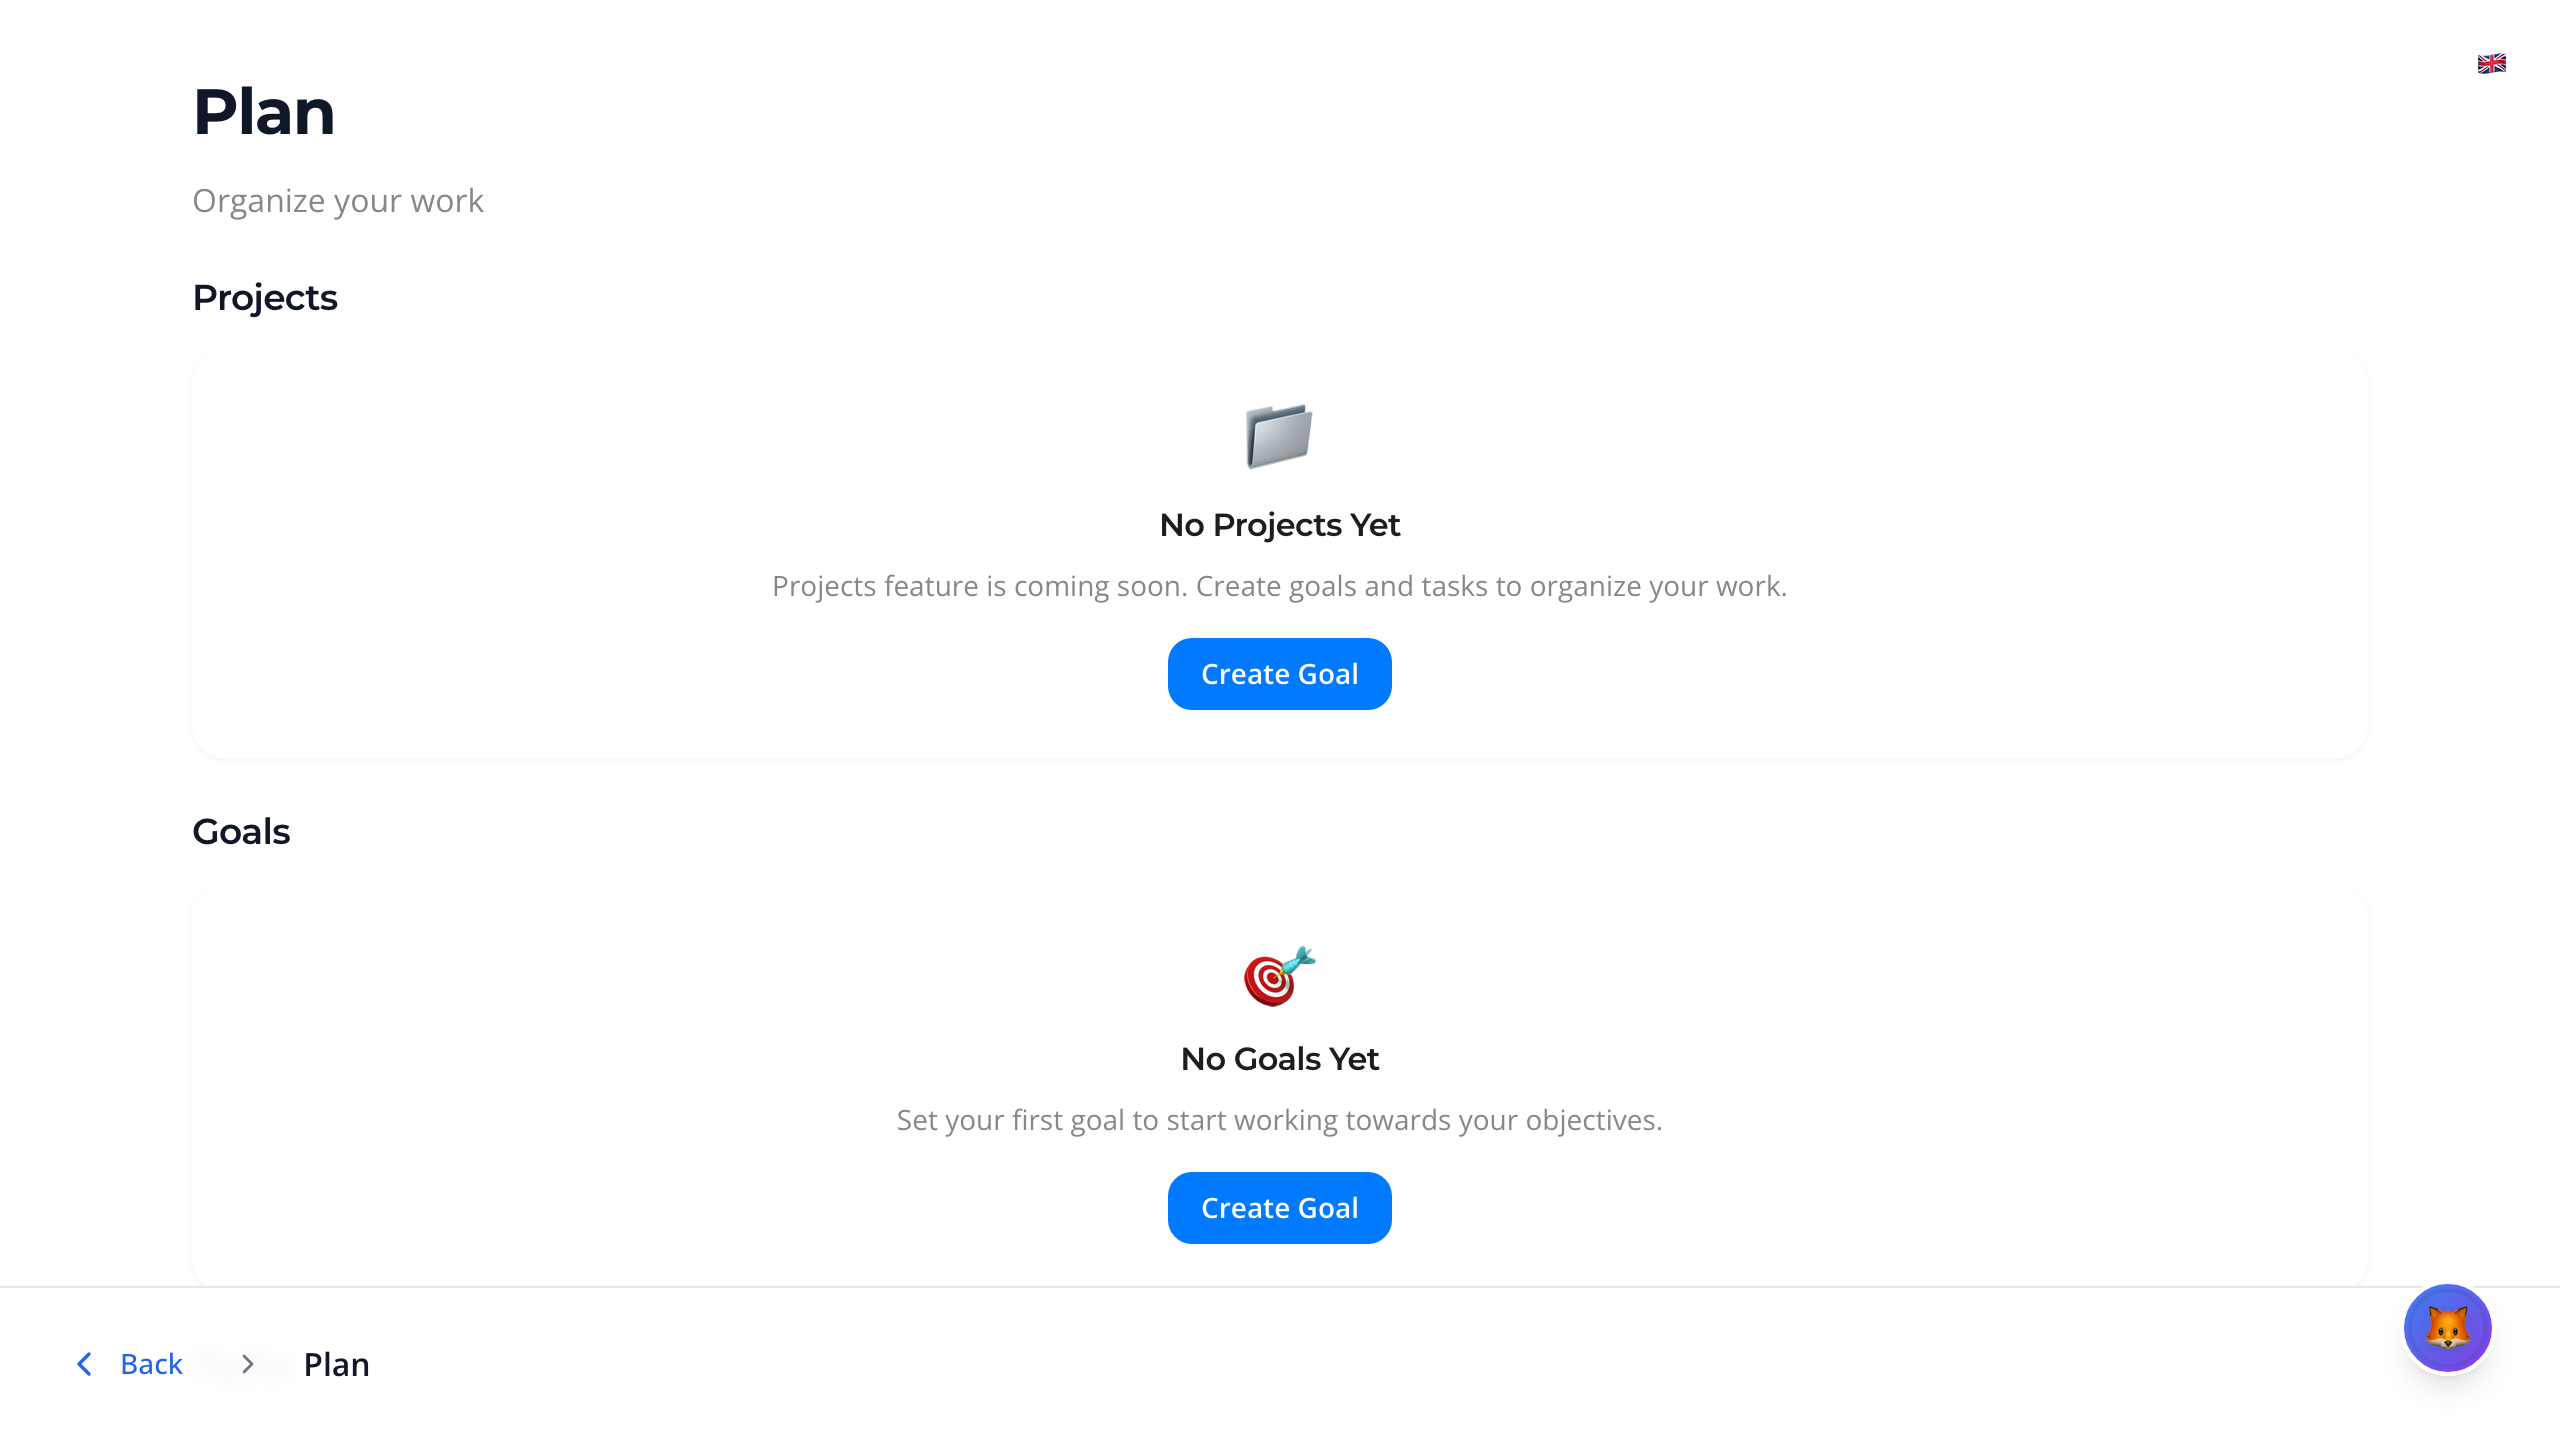 Plan
Organize your work
Projects
No Projects Yet
Projects feature is coming soon. Create goals and tasks to organize your work.
Create Goal
Goals
No Goals Yet
Set your first goal to start working towards your objectives.
Create Goal
Back
Plan